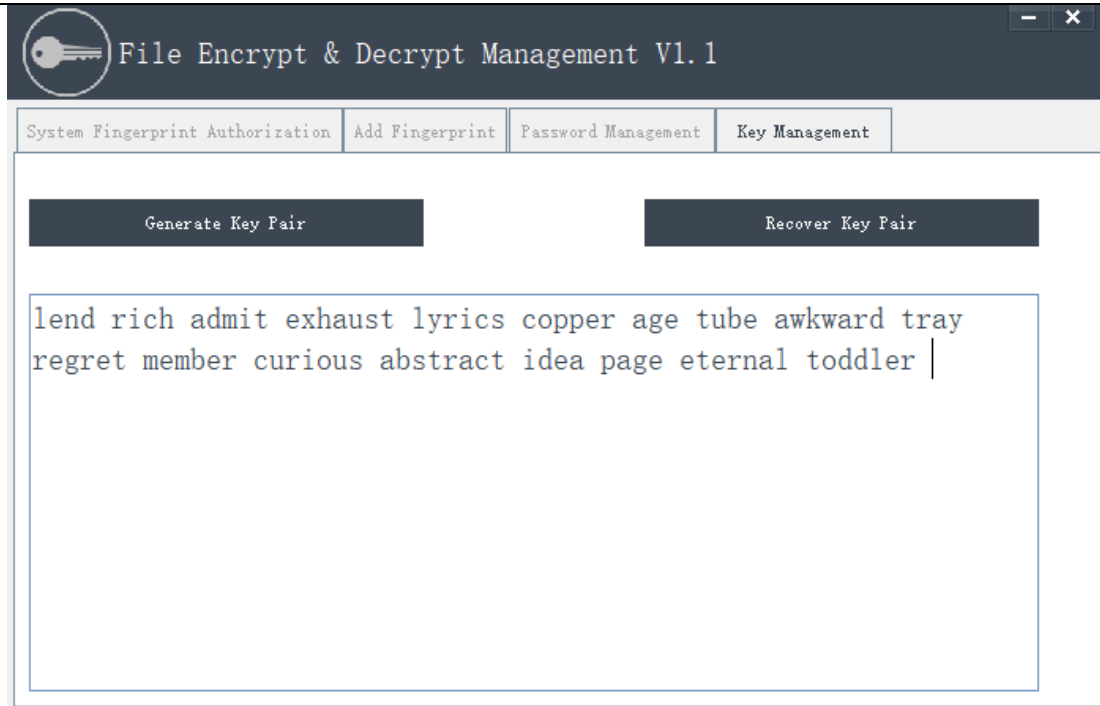 File Encrypt & Decrypt Management V1.1
System Fingerprint Authorization Add Fingerprint Password Management Key Management
Generate Key Pair Recover Key Pair
lend rich admit exhaust lyrics copper age tube awkward tray
regret member curious abstract idea page eternal toddler